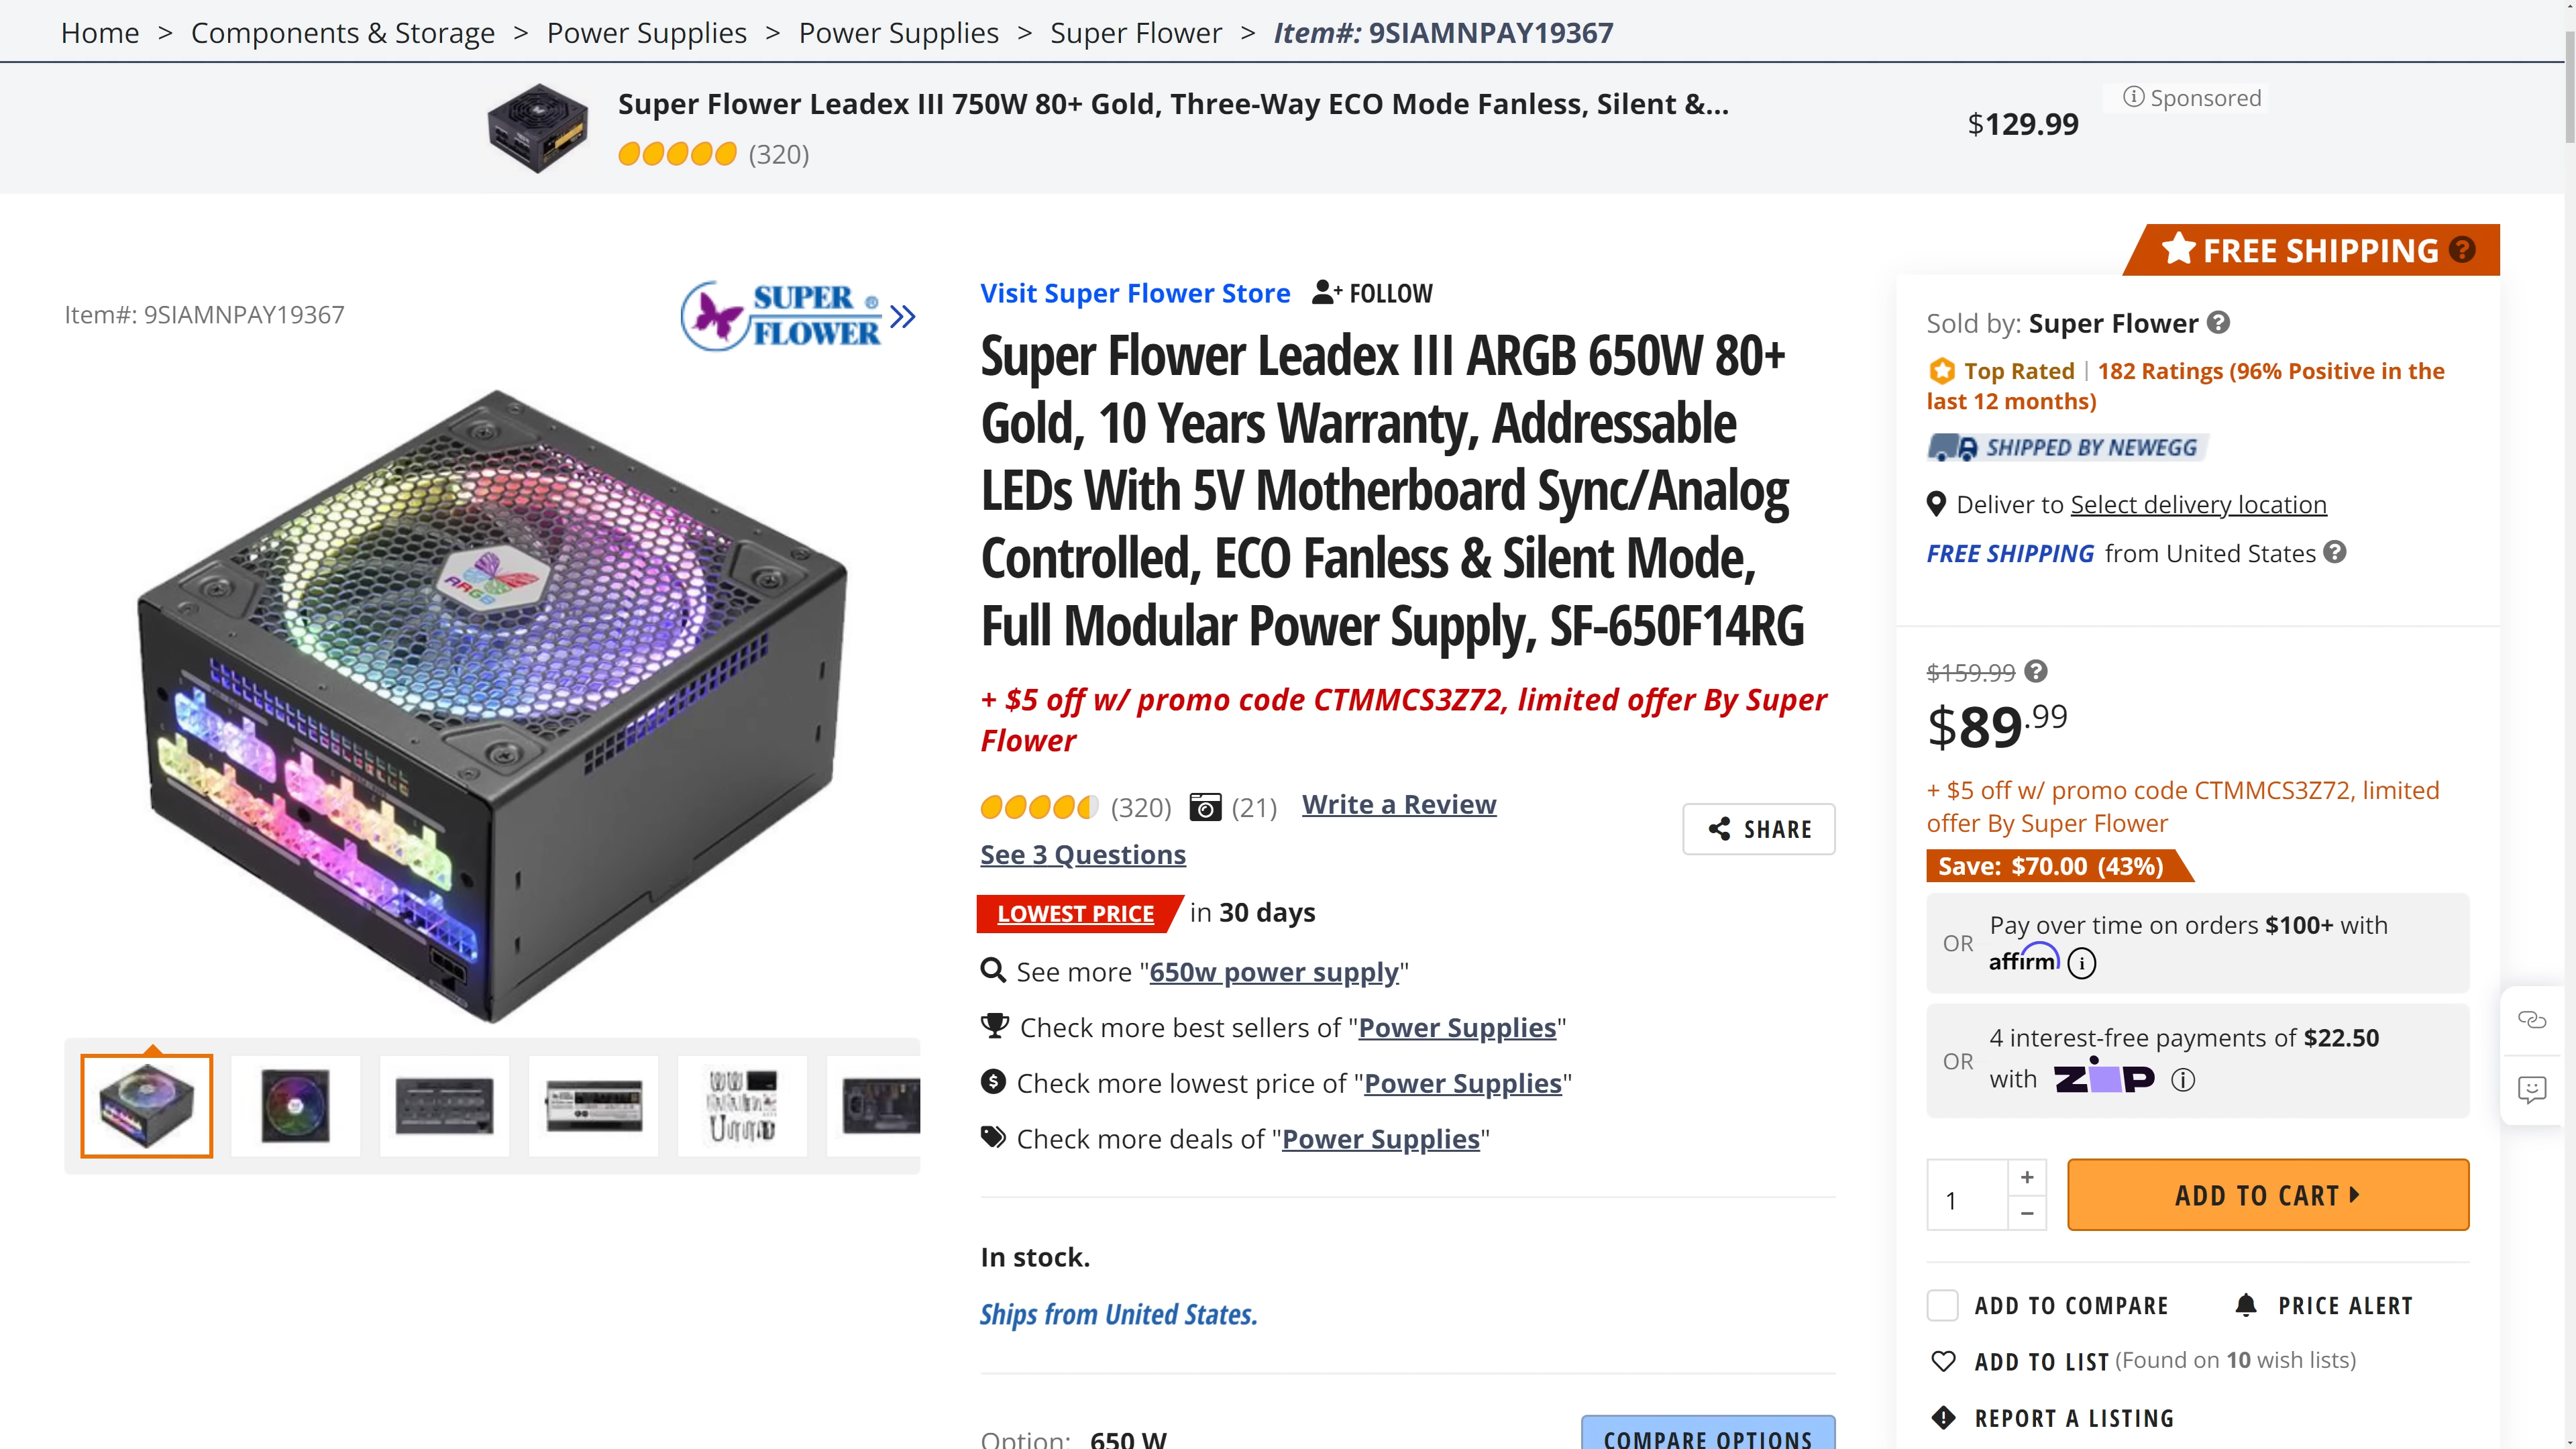 Home > Components & Storage > Power Supplies > Power Supplies > Super Flower > Item#: 9SIAMNPAY19367
Super Flower Leadex III 750W 80+ Gold, Three-Way ECO Mode Fanless, Silent &...
(320)
$129.99
Sponsored
FREE SHIPPING
Item#: 9SIAMNPAY19367
SUPER ®
FLOWER
ARGB
Visit Super Flower Store FOLLOW
Super Flower Leadex III ARGB 650W 80+
Gold, 10 Years Warranty, Addressable
LEDs With 5V Motherboard Sync/Analog
Controlled, ECO Fanless & Silent Mode,
Full Modular Power Supply, SF-650F14RG
+ $5 off w/ promo code CTMMCS3Z72, limited offer By Super
Flower
(320) (21) Write a Review
See 3 Questions
SHARE
LOWEST PRICE in 30 days
See more "650w power supply"
Check more best sellers of "Power Supplies"
Check more lowest price of "Power Supplies"
Check more deals of "Power Supplies"
In stock.
Ships from United States.
Option: 650 W
COMPARE OPTIONS
Sold by: Super Flower
Top Rated | 182 Ratings (96% Positive in the
last 12 months)
SHIPPED BY NEWEGG
Deliver to Select delivery location
FREE SHIPPING from United States
$159.99
$89.99
+ $5 off w/ promo code CTMMCS3Z72, limited
offer By Super Flower
Save: $70.00 (43%)
OR
Pay over time on orders $100+ with
affirm
OR
4 interest-free payments of $22.50
with zip
1
+
−
ADD TO CART
ADD TO COMPARE
PRICE ALERT
ADD TO LIST (Found on 10 wish lists)
REPORT A LISTING